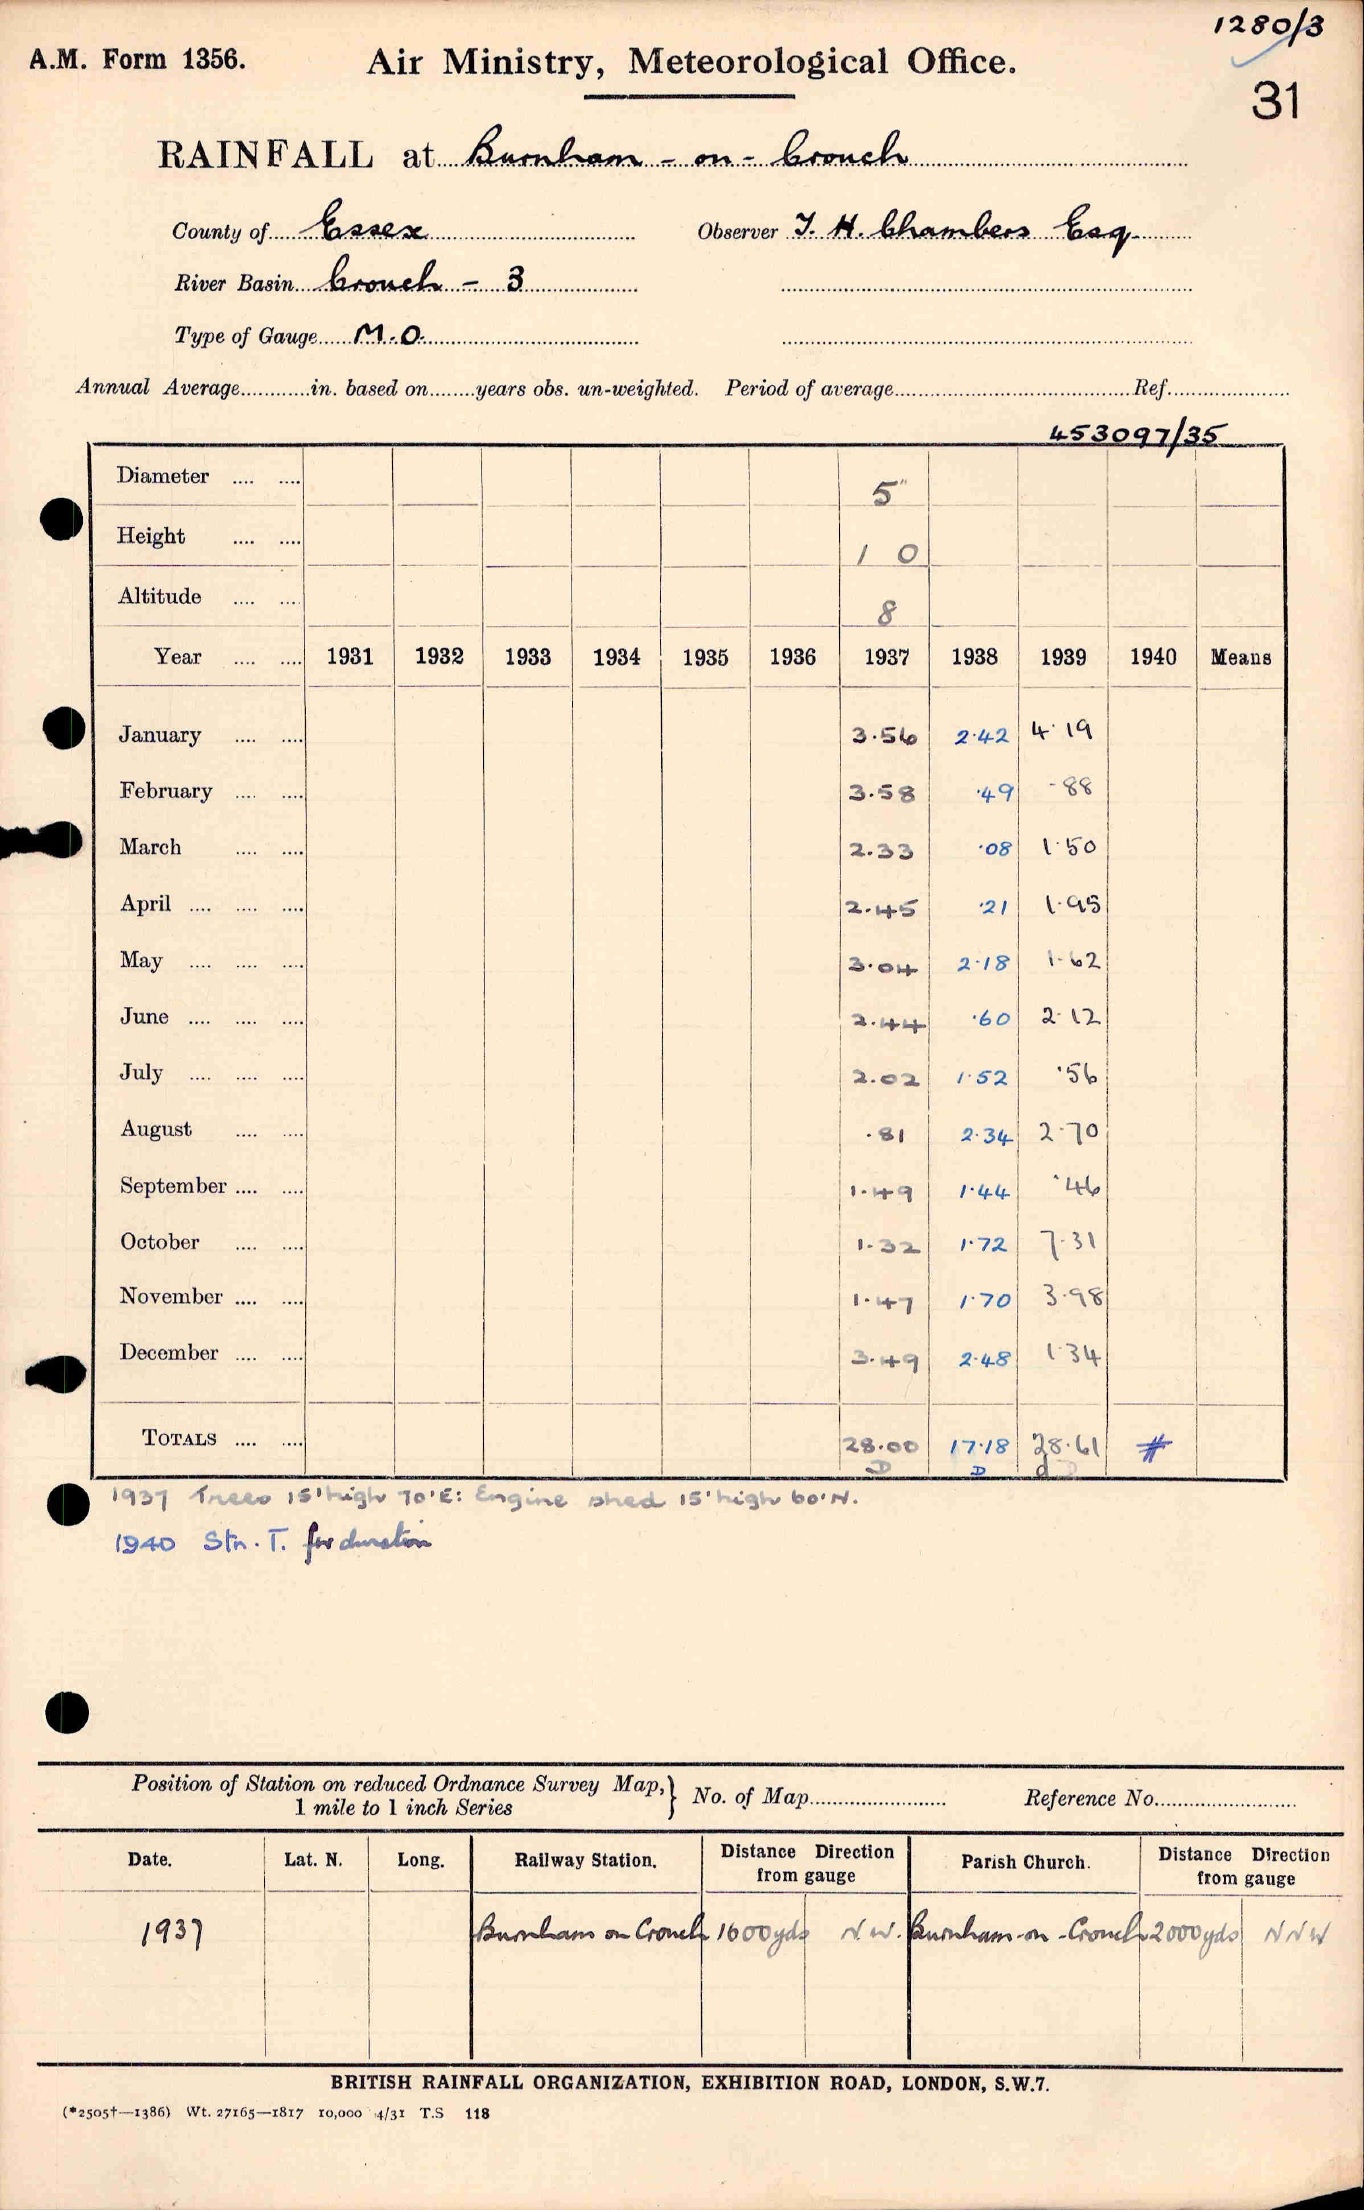 1280/3
A.M. Form 1356. Air Ministry, Meteorological Office.
31
RAINFALL at Burnham - on - Crouch
County of Essex Observer T. H. Chambers Esq.
River Basin Crouch - 3
Type of Gauge M.O.
Annual Average in. based on years obs. un-weighted. Period of average Ref.
453097/35
Diameter 5"
Height 1 0
Altitude 8
Year 1931 1932 1933 1934 1935 1936 1937 1938 1939 1940 Means
January 3.56 2.42 4.19
February 3.58 .49 .88
March 2.33 .08 1.50
April 2.45 .21 1.95
May 3.04 2.18 1.62
June 2.44 .60 2.12
July 2.02 1.52 .56
August .81 2.34 2.70
September 1.49 1.44 .46
October 1.32 1.72 7.31
November 1.47 1.70 3.98
December 3.49 2.48 1.34
TOTALS 28.00 17.18 28.61 #
D D d D
1937 Trees 15' high 70' E: Engine shed 15' high 60' N.
1940 Stn. T. for duration
Position of Station on reduced Ordnance Survey Map, 1 mile to 1 inch Series } No. of Map Reference No.
Date. Lat. N. Long. Railway Station. Distance Direction from gauge Parish Church. Distance Direction from gauge
1937 Burnham on Crouch 1600yds N.W. Burnham-on-Crouch 2000yds NNW
BRITISH RAINFALL ORGANIZATION, EXHIBITION ROAD, LONDON, S.W.7.
(*2505†—1386) Wt. 27165—1817 10,000 4/31 T.S 118